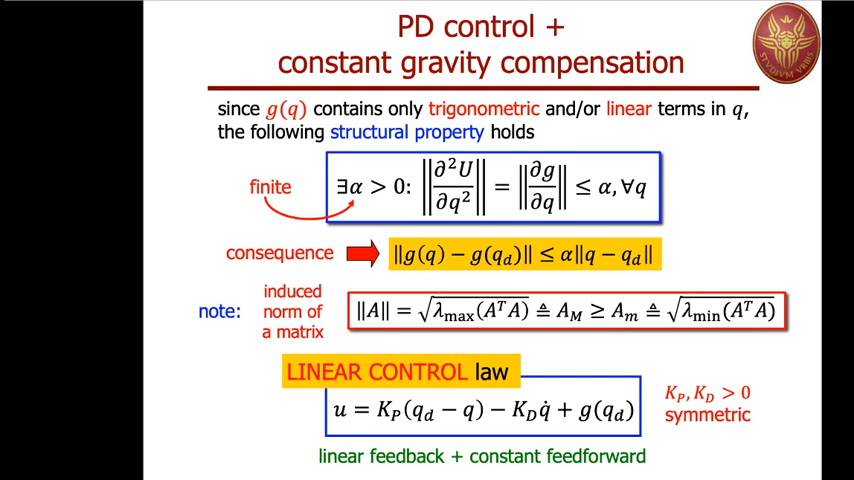 PD control +
constant gravity compensation
STVDIVM VRBIS
since g(q) contains only trigonometric and/or linear terms in q,
the following structural property holds
finite
∃α > 0: ‖∂²U/∂q²‖ = ‖∂g/∂q‖ ≤ α, ∀q
consequence
‖g(q) − g(q_d)‖ ≤ α‖q − q_d‖
note:
induced
norm of
a matrix
‖A‖ = √(λ_max(AᵀA)) ≜ A_M ≥ A_m ≜ √(λ_min(AᵀA))
LINEAR CONTROL law
u = K_P(q_d − q) − K_D q̇ + g(q_d)
K_P, K_D > 0
symmetric
linear feedback + constant feedforward